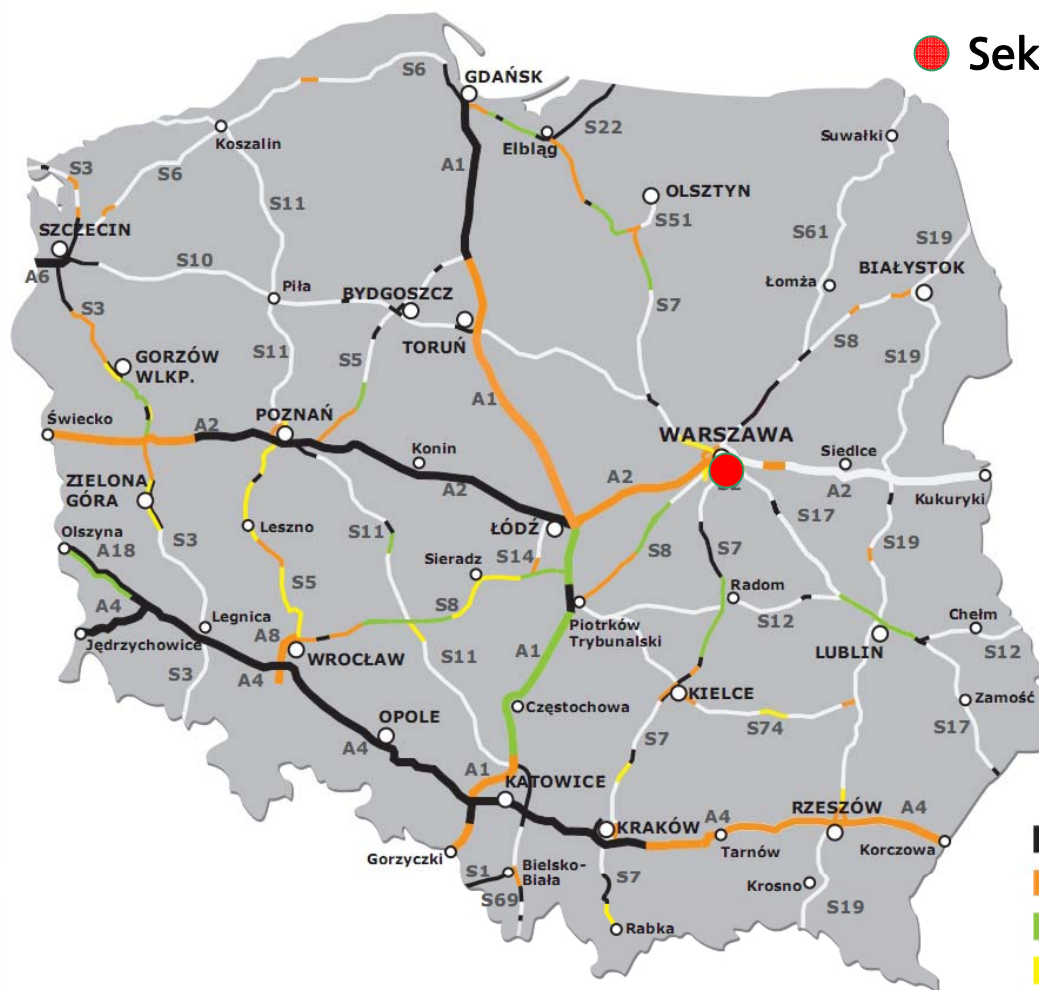 Sek
S6
GDAŃSK
Koszalin
S22
Elbląg
Suwałki
S3
S6
A1
S11
OLSZTYN
S51
SZCZECIN
S61
S19
A6
S10
BIAŁYSTOK
Piła
BYDGOSZCZ
Łomża
S3
S7
S8
TORUŃ
S11
S5
S19
GORZÓW
WLKP.
A1
Świecko
A2
POZNAŃ
WARSZAWA
Konin
Siedlce
A2
A2
A2
Kukuryki
ZIELONA
GÓRA
Leszno
S11
ŁÓDŹ
S17
Olszyna
S3
S14
S8
S7
S19
A18
Sieradz
S5
S8
Radom
A4
Legnica
A8
Piotrków
Trybunalski
S12
Chełm
Jędrzychowice
WROCŁAW
S11
A1
LUBLIN
S12
S3
A4
KIELCE
Zamość
Częstochowa
OPOLE
S7
S74
S17
A4
A1
KATOWICE
RZESZÓW
A4
KRAKÓW
A4
Tarnów
Korczowa
Gorzyczki
S1
Bielsko-
Biała
S7
Krosno
S69
S19
Rabka